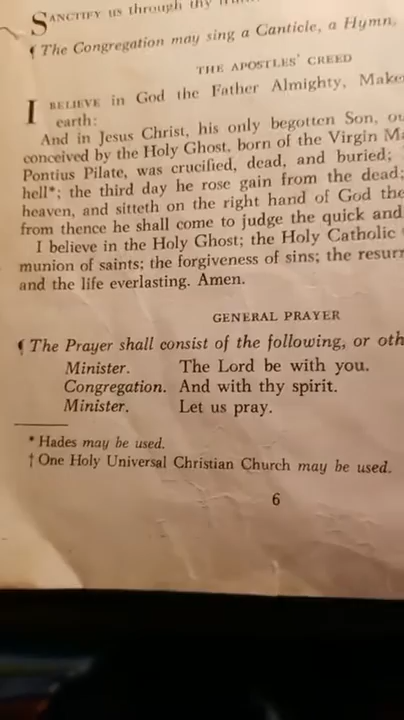 SANCTIFY us through thy
¶ The Congregation may sing a Canticle, a Hymn,
THE APOSTLES' CREED
I BELIEVE in God the Father Almighty,
earth:
And in Jesus Christ, his only begotten Son,
conceived by the Holy Ghost, born of the Virgin
Pontius Pilate, was crucified, dead, and buried;
hell*; the third day he rose gain from the dead;
heaven, and sitteth on the right hand of God the
from thence he shall come to judge the quick and
I believe in the Holy Ghost; the Holy Catholic
munion of saints; the forgiveness of sins; the
and the life everlasting. Amen.
GENERAL PRAYER
¶ The Prayer shall consist of the following, or
Minister. The Lord be with you.
Congregation. And with thy spirit.
Minister. Let us pray.
* Hades may be used.
† One Holy Universal Christian Church may be used.
6